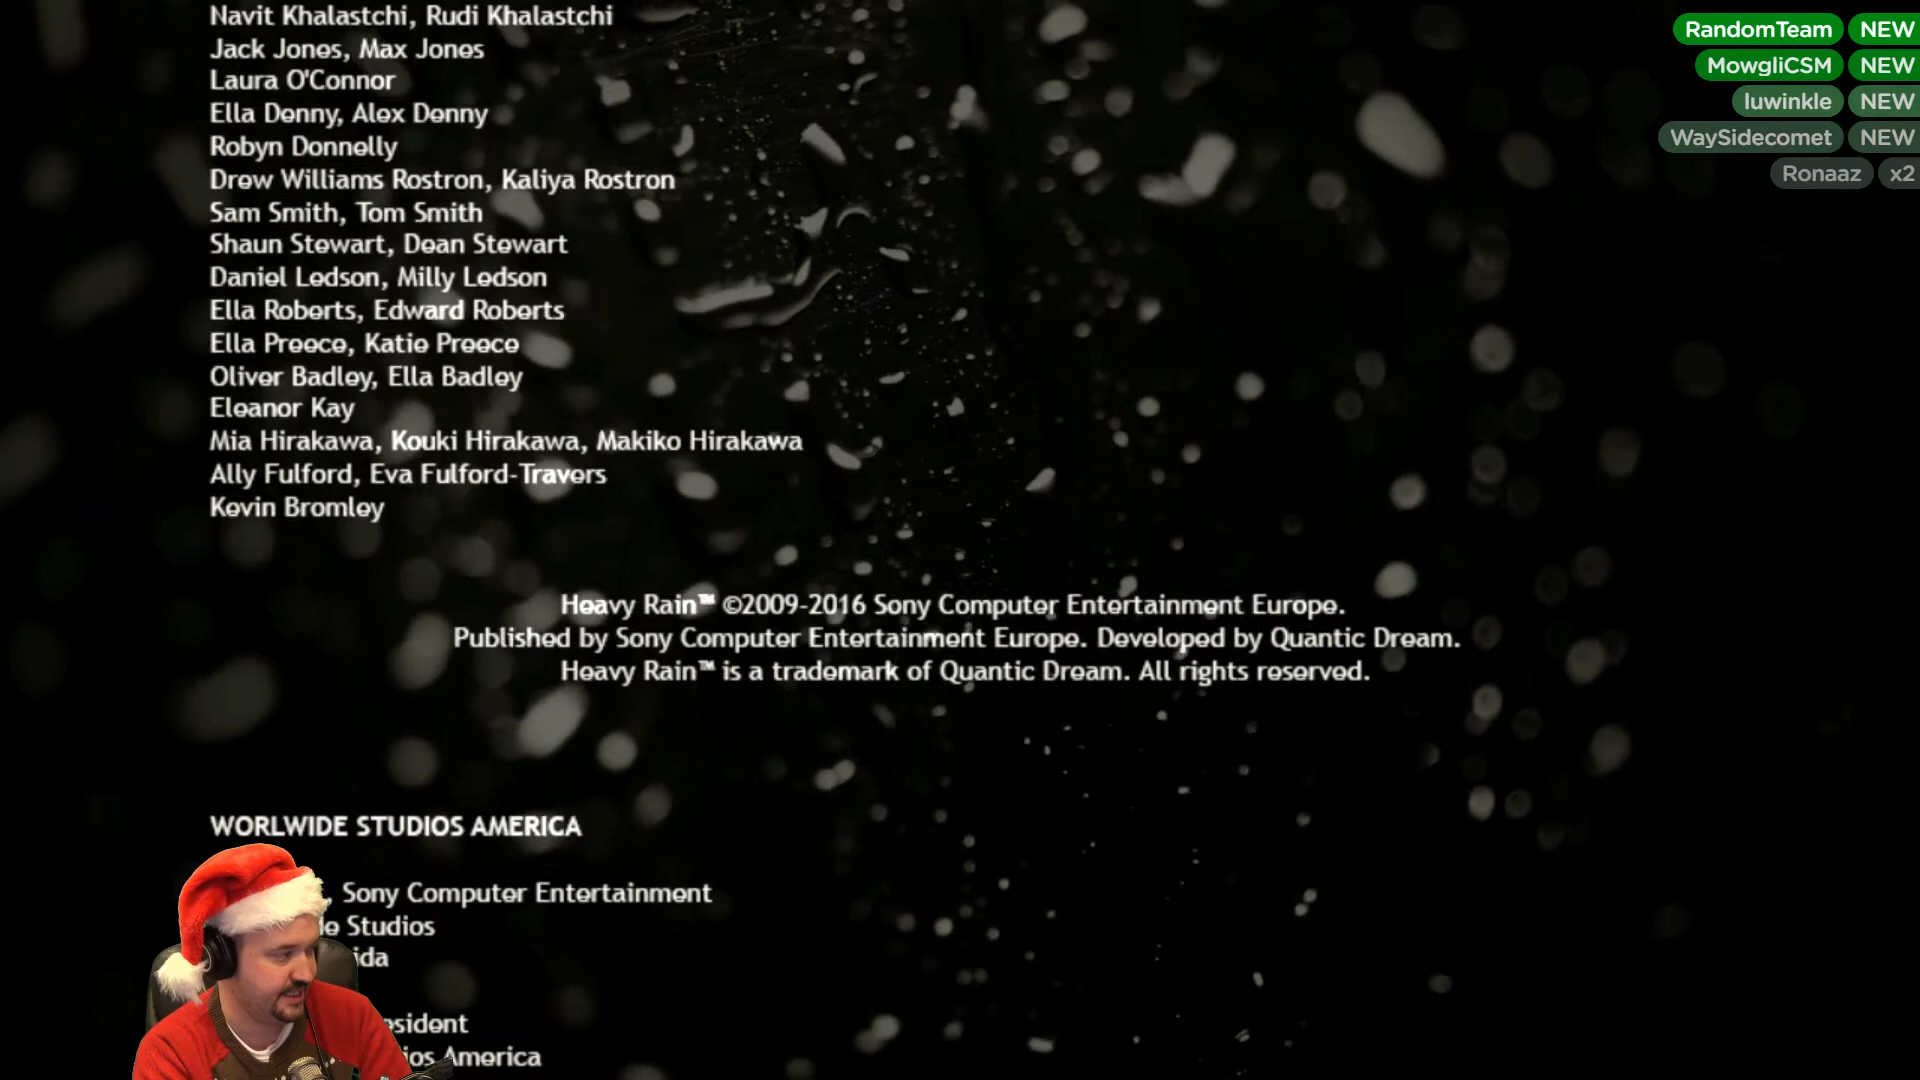 Navit Khalastchi, Rudi Khalastchi
Jack Jones, Max Jones
Laura O'Connor
Ella Denny, Alex Denny
Robyn Donnelly
Drew Williams Rostron, Kaliya Rostron
Sam Smith, Tom Smith
Shaun Stewart, Dean Stewart
Daniel Ledson, Milly Ledson
Ella Roberts, Edward Roberts
Ella Preece, Katie Preece
Oliver Badley, Ella Badley
Eleanor Kay
Mia Hirakawa, Kouki Hirakawa, Makiko Hirakawa
Ally Fulford, Eva Fulford-Travers
Kevin Bromley
Heavy Rain™ ©2009-2016 Sony Computer Entertainment Europe.
Published by Sony Computer Entertainment Europe. Developed by Quantic Dream.
Heavy Rain™ is a trademark of Quantic Dream. All rights reserved.
WORLWIDE STUDIOS AMERICA
, Sony Computer Entertainment
Studios
America
RandomTeam NEW
MowgliCSM NEW
luwinkle NEW
WaySidecomet NEW
Ronaaz x2